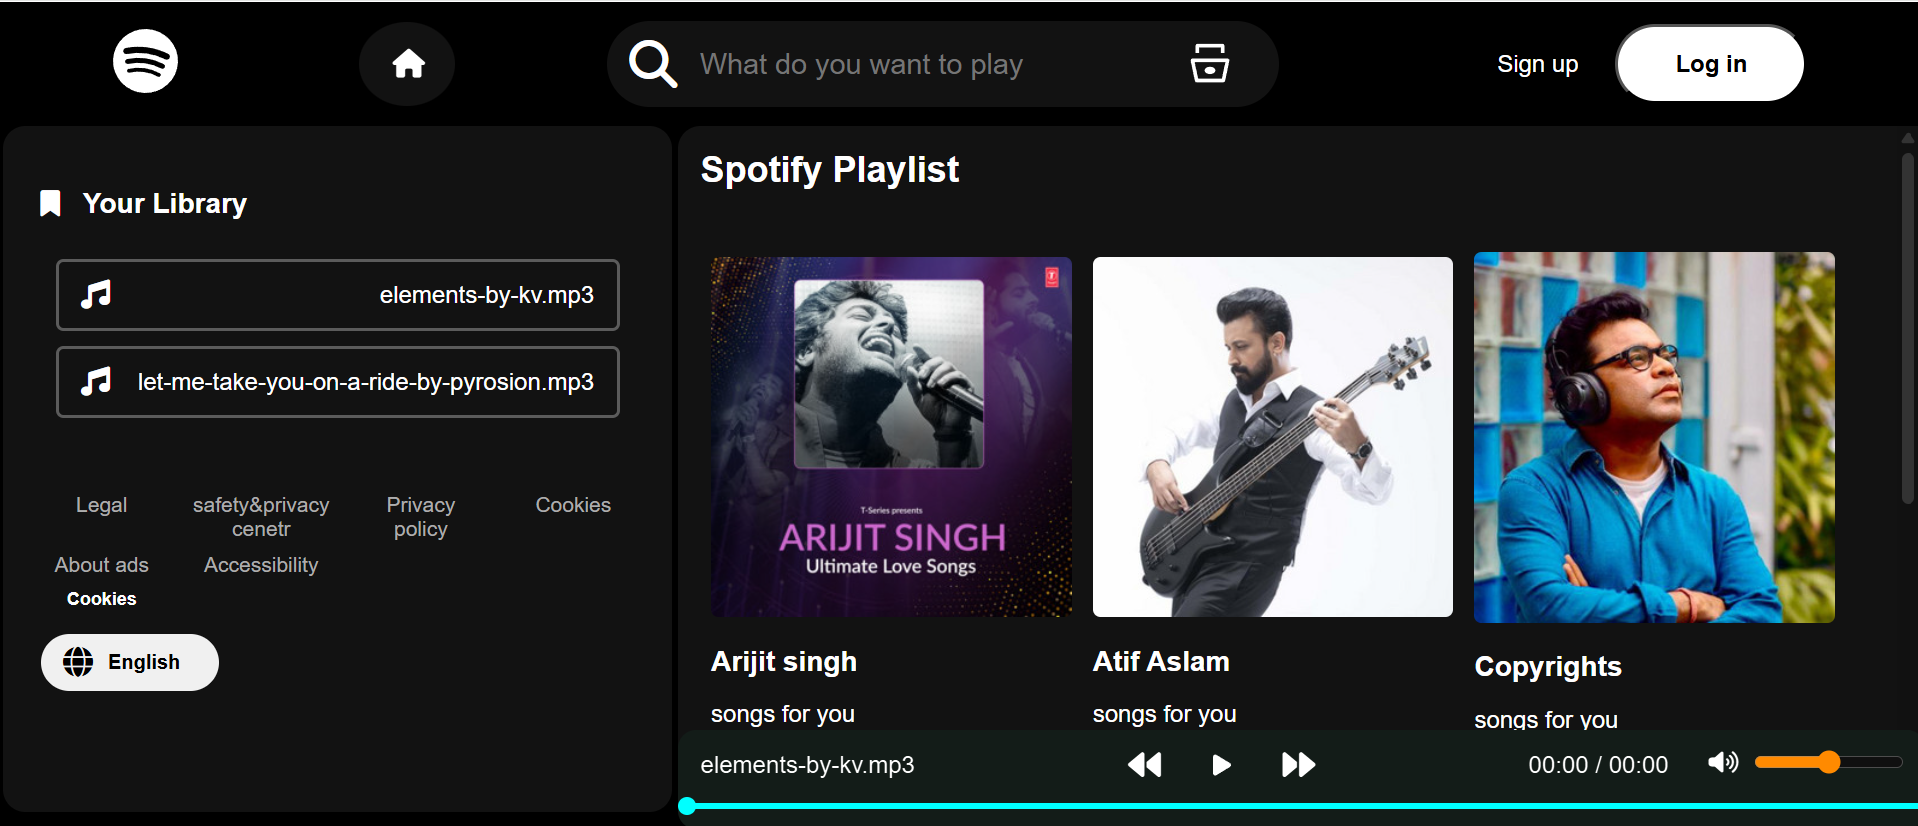 What do you want to play
Sign up
Log in
Your Library
elements-by-kv.mp3
let-me-take-you-on-a-ride-by-pyrosion.mp3
Legal
safety&privacy
cenetr
Privacy
policy
Cookies
About ads
Accessibility
Cookies
English
Spotify Playlist
T
T-Series presents
ARIJIT SINGH
Ultimate Love Songs
Arijit singh
songs for you
Atif Aslam
songs for you
Copyrights
songs for you
elements-by-kv.mp3
00:00 / 00:00